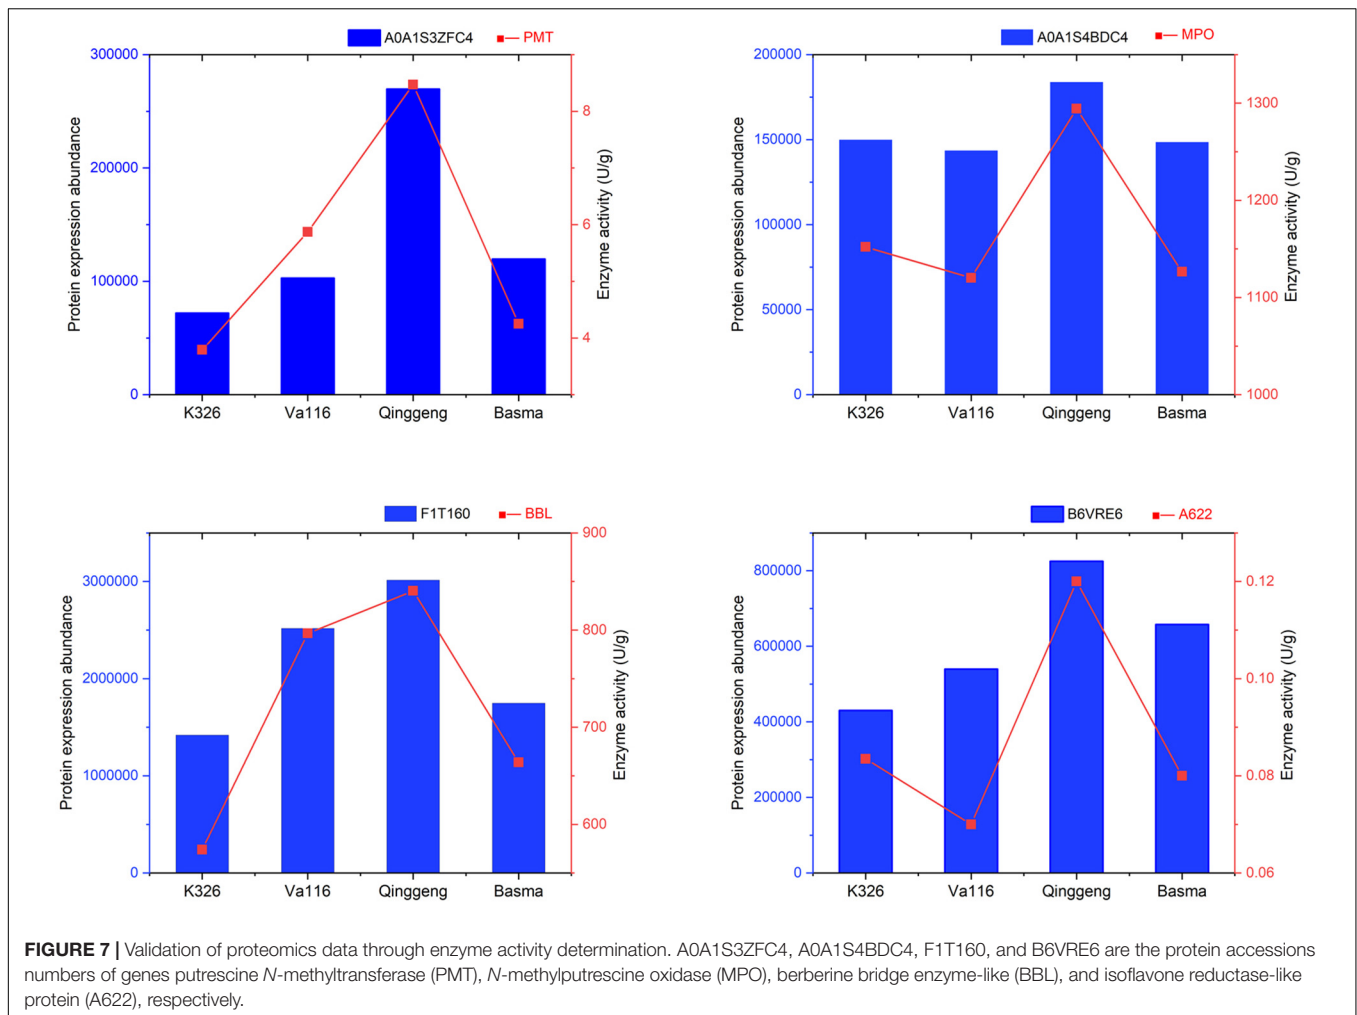 A0A1S3ZFC4 PMT
300000
200000
100000
0
8
6
4
Protein expression abundance
Enzyme activity (U/g)
K326 Va116 Qinggeng Basma
A0A1S4BDC4 MPO
200000
150000
100000
50000
0
1300
1200
1100
1000
Protein expression abundance
Enzyme activity (U/g)
K326 Va116 Qinggeng Basma
F1T160 BBL
3000000
2000000
1000000
0
900
800
700
600
Protein expression abundance
Enzyme activity (U/g)
K326 Va116 Qinggeng Basma
B6VRE6 A622
800000
600000
400000
200000
0
0.12
0.10
0.08
0.06
Protein expression abundance
Enzyme activity (U/g)
K326 Va116 Qinggeng Basma
FIGURE 7 | Validation of proteomics data through enzyme activity determination. A0A1S3ZFC4, A0A1S4BDC4, F1T160, and B6VRE6 are the protein accessions
numbers of genes putrescine N-methyltransferase (PMT), N-methylputrescine oxidase (MPO), berberine bridge enzyme-like (BBL), and isoflavone reductase-like
protein (A622), respectively.